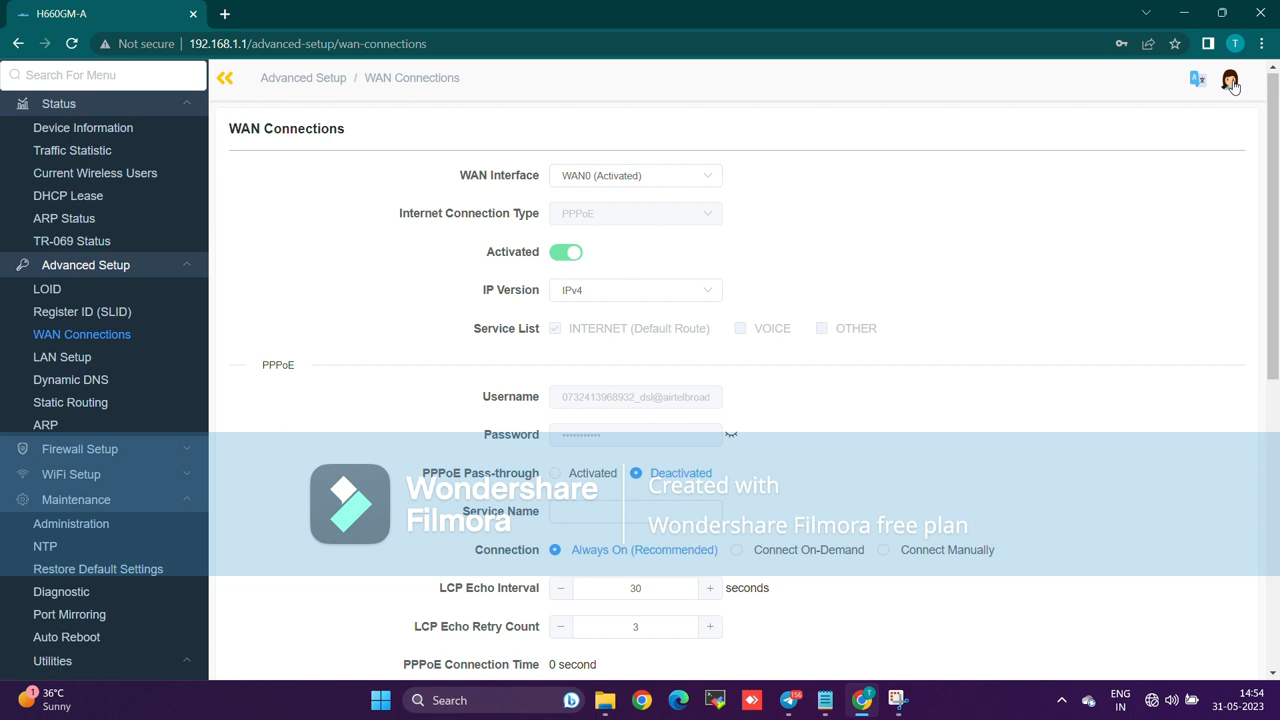 H660GM-A
Not secure | 192.168.1.1/advanced-setup/wan-connections
T
Search For Menu
Advanced Setup / WAN Connections
Status
Device Information
Traffic Statistic
Current Wireless Users
DHCP Lease
ARP Status
TR-069 Status
Advanced Setup
LOID
Register ID (SLID)
WAN Connections
LAN Setup
Dynamic DNS
Static Routing
ARP
Firewall Setup
WiFi Setup
Maintenance
Administration
NTP
Restore Default Settings
Diagnostic
Port Mirroring
Auto Reboot
Utilities
WAN Connections
WAN Interface WAN0 (Activated)
Internet Connection Type PPPoE
Activated
IP Version IPv4
Service List INTERNET (Default Route) VOICE OTHER
PPPoE
Username 0732413968932_dsl@airtelbroad
Password ***********
PPPoE Pass-through Activated Deactivated
Service Name
Connection Always On (Recommended) Connect On-Demand Connect Manually
LCP Echo Interval − 30 + seconds
LCP Echo Retry Count − 3 +
PPPoE Connection Time 0 second
Wondershare
Filmora
Created with
Wondershare Filmora free plan
1
36°C
Sunny
Search
156
T
ENG
IN
14:54
31-05-2023